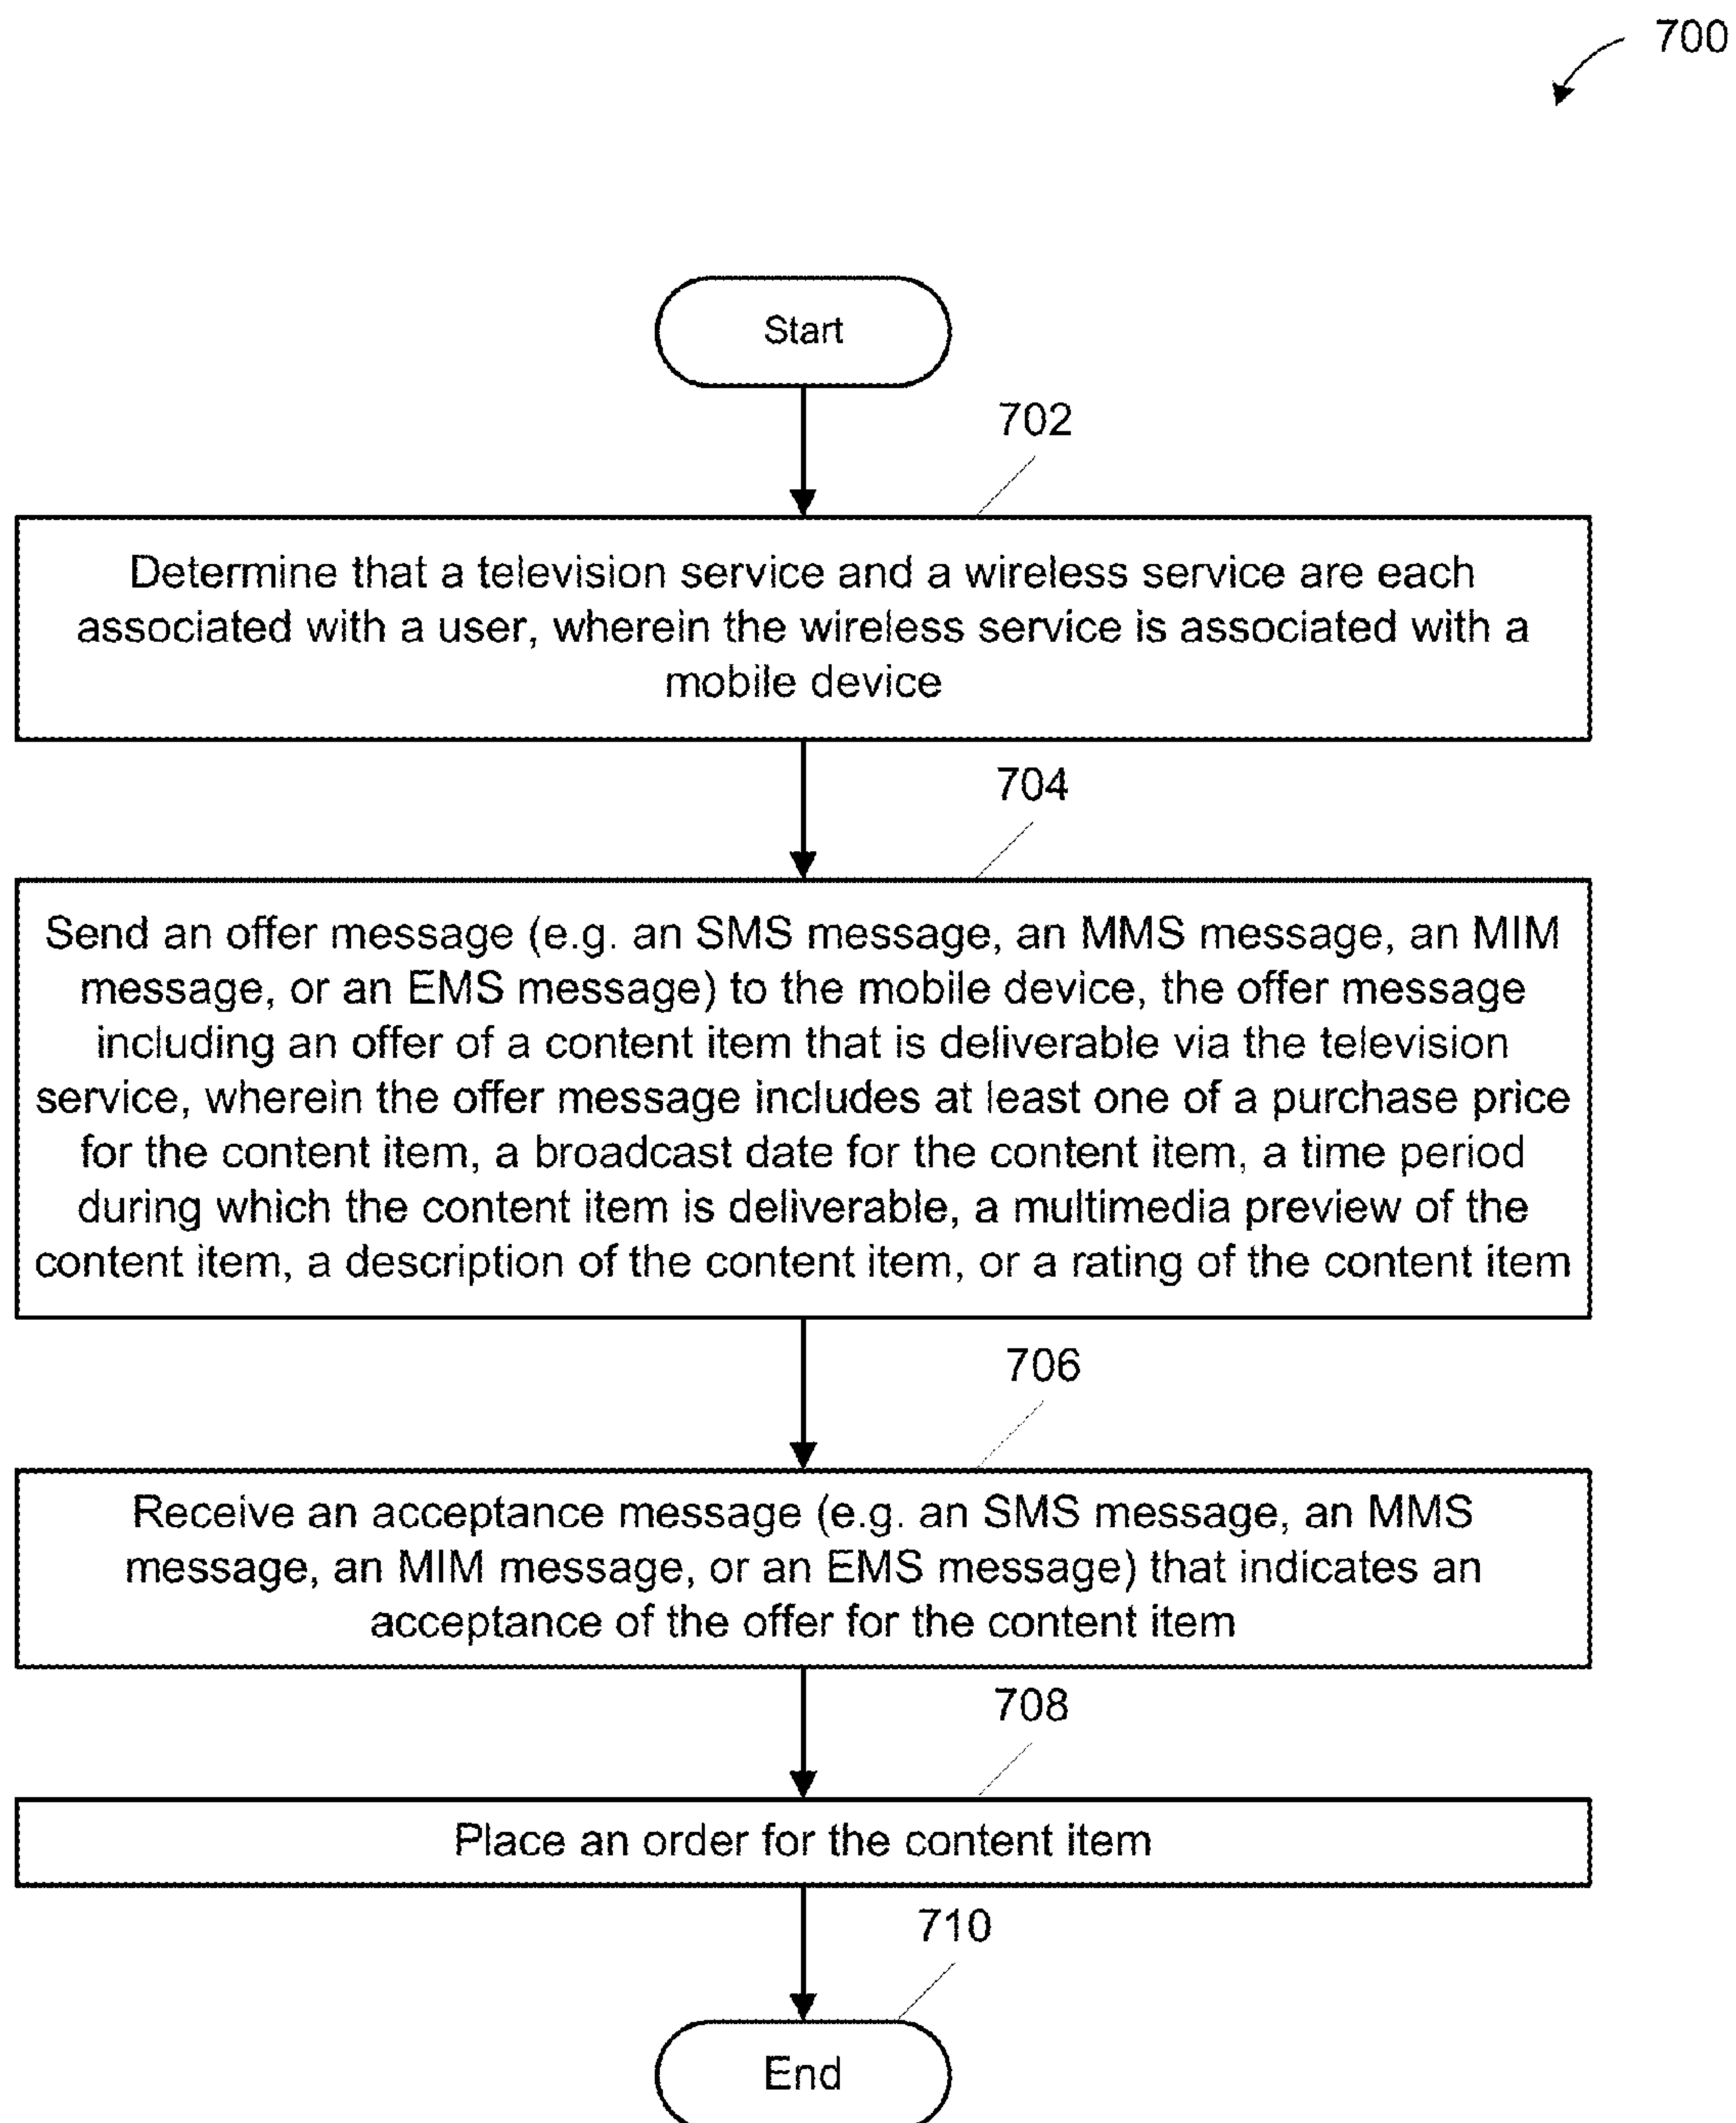 700
Start
702
Determine that a television service and a wireless service are each
associated with a user, wherein the wireless service is associated with a
mobile device
704
Send an offer message (e.g. an SMS message, an MMS message, an MIM
message, or an EMS message) to the mobile device, the offer message
including an offer of a content item that is deliverable via the television
service, wherein the offer message includes at least one of a purchase price
for the content item, a broadcast date for the content item, a time period
during which the content item is deliverable, a multimedia preview of the
content item, a description of the content item, or a rating of the content item
706
Receive an acceptance message (e.g. an SMS message, an MMS
message, an MIM message, or an EMS message) that indicates an
acceptance of the offer for the content item
708
Place an order for the content item
710
End